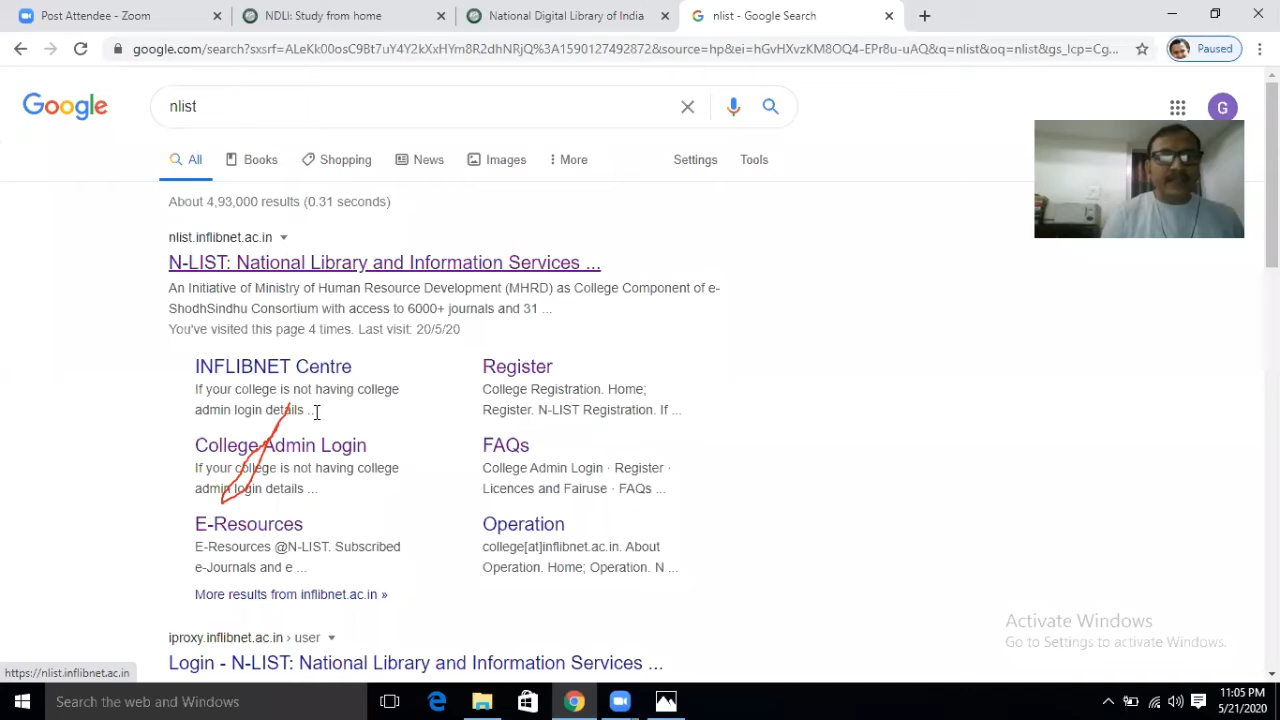 Post Attendee - Zoom
NDLI: Study from home
National Digital Library of India
nlist - Google Search
google.com/search?sxsrf=ALeKk00osC9Bt7uY4Y2kXxHYm8R2dhNRjQ%3A1590127492872&source=hp&ei=hGvHXvzKM8OQ4-EPr8u-uAQ&q=nlist&oq=nlist&gs_lcp=Cg...
Paused
Google
nlist
G
All
Books
Shopping
News
Images
More
Settings
Tools
About 4,93,000 results (0.31 seconds)
nlist.inflibnet.ac.in
N-LIST: National Library and Information Services ...
An Initiative of Ministry of Human Resource Development (MHRD) as College Component of e-
ShodhSindhu Consortium with access to 6000+ journals and 31 ...
You've visited this page 4 times. Last visit: 20/5/20
INFLIBNET Centre
If your college is not having college
admin login details ...
Register
College Registration. Home;
Register. N-LIST Registration. If ...
College Admin Login
If your college is not having college
admin login details ...
FAQs
College Admin Login · Register ·
Licences and Fairuse · FAQs ...
E-Resources
E-Resources @N-LIST. Subscribed
e-Journals and e ...
Operation
college[at]inflibnet.ac.in. About
Operation. Home; Operation. N ...
More results from inflibnet.ac.in »
iproxy.inflibnet.ac.in › user
Login - N-LIST: National Library and Information Services ...
Activate Windows
Go to Settings to activate Windows.
https://nlist.inflibnet.ac.in
Search the web and Windows
11:05 PM
5/21/2020